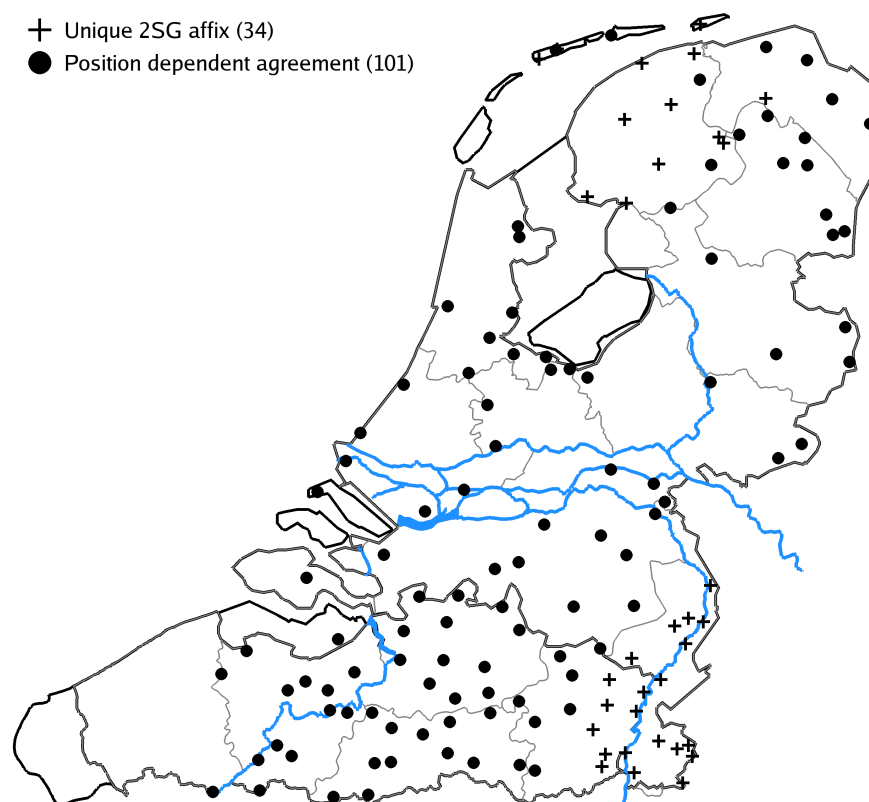 Unique 2SG affix (34)
Position dependent agreement (101)